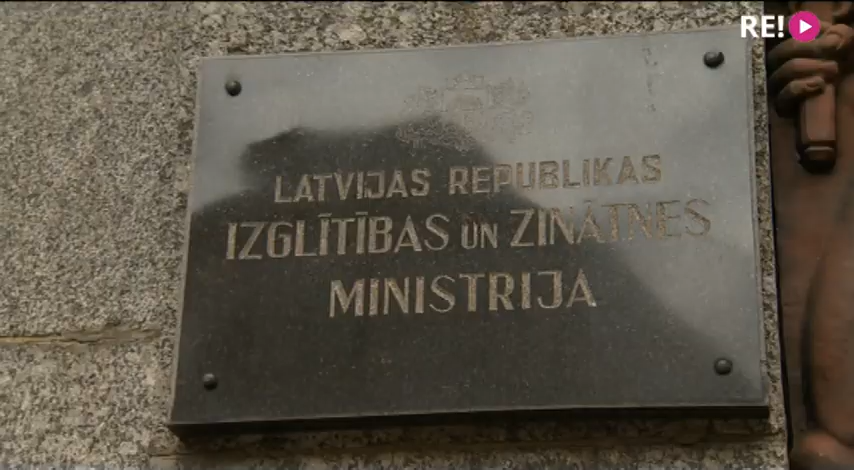 RE!
LATVIJAS REPUBLIKAS
IZGLĪTĪBAS UN ZINĀTNES
MINISTRIJA